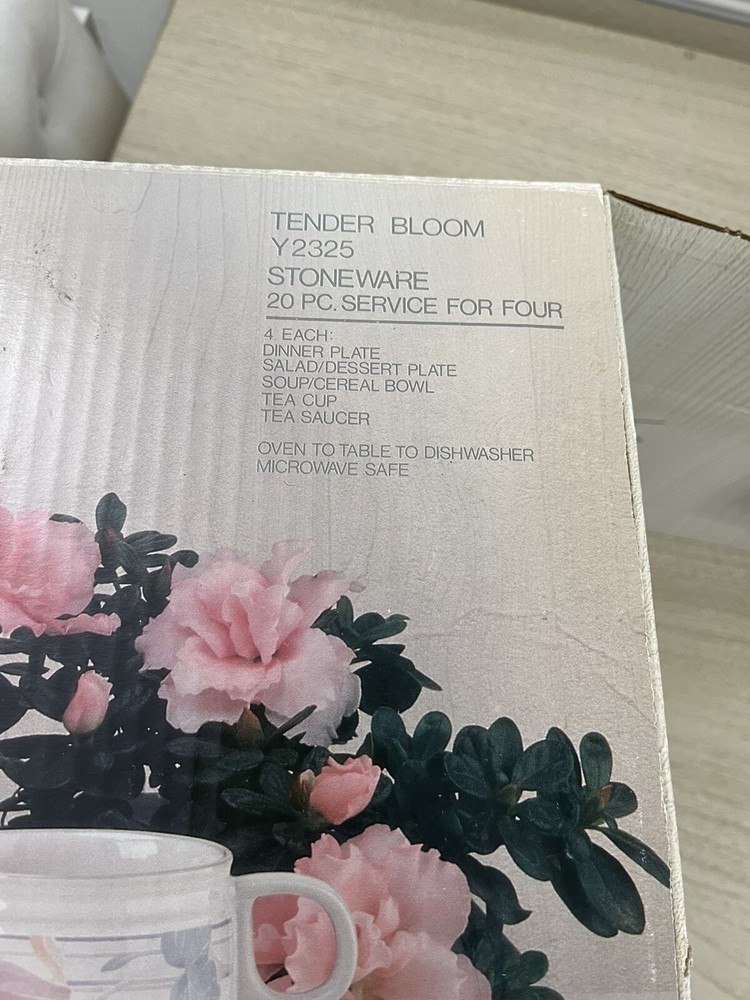 TENDER BLOOM
Y2325
STONEWARE
20 PC. SERVICE FOR FOUR
4 EACH:
DINNER PLATE
SALAD/DESSERT PLATE
SOUP/CEREAL BOWL
TEA CUP
TEA SAUCER
OVEN TO TABLE TO DISHWASHER
MICROWAVE SAFE